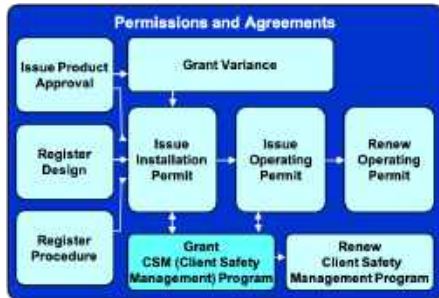 Permissions and Agreements
Issue Product
Approval
Grant Variance
Register
Design
Issue
Installation
Permit
Issue
Operating
Permit
Renew
Operating
Permit
Register
Procedure
Grant
CSM (Client Safety
Management) Program
Renew
Client Safety
Management Program